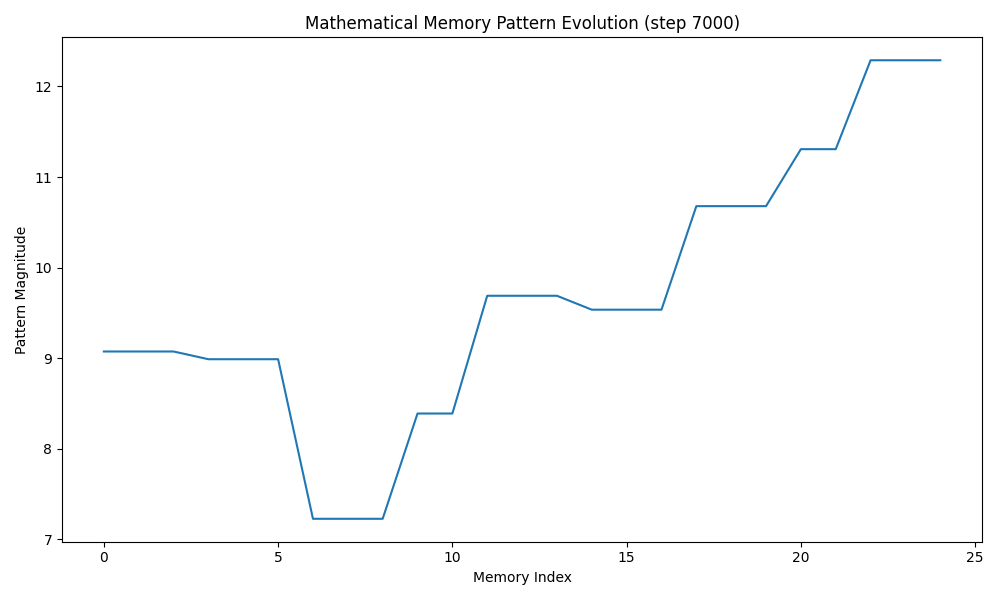 Mathematical Memory Pattern Evolution (step 7000)
12
11
10
9
8
7
Pattern Magnitude
0 5 10 15 20 25
Memory Index